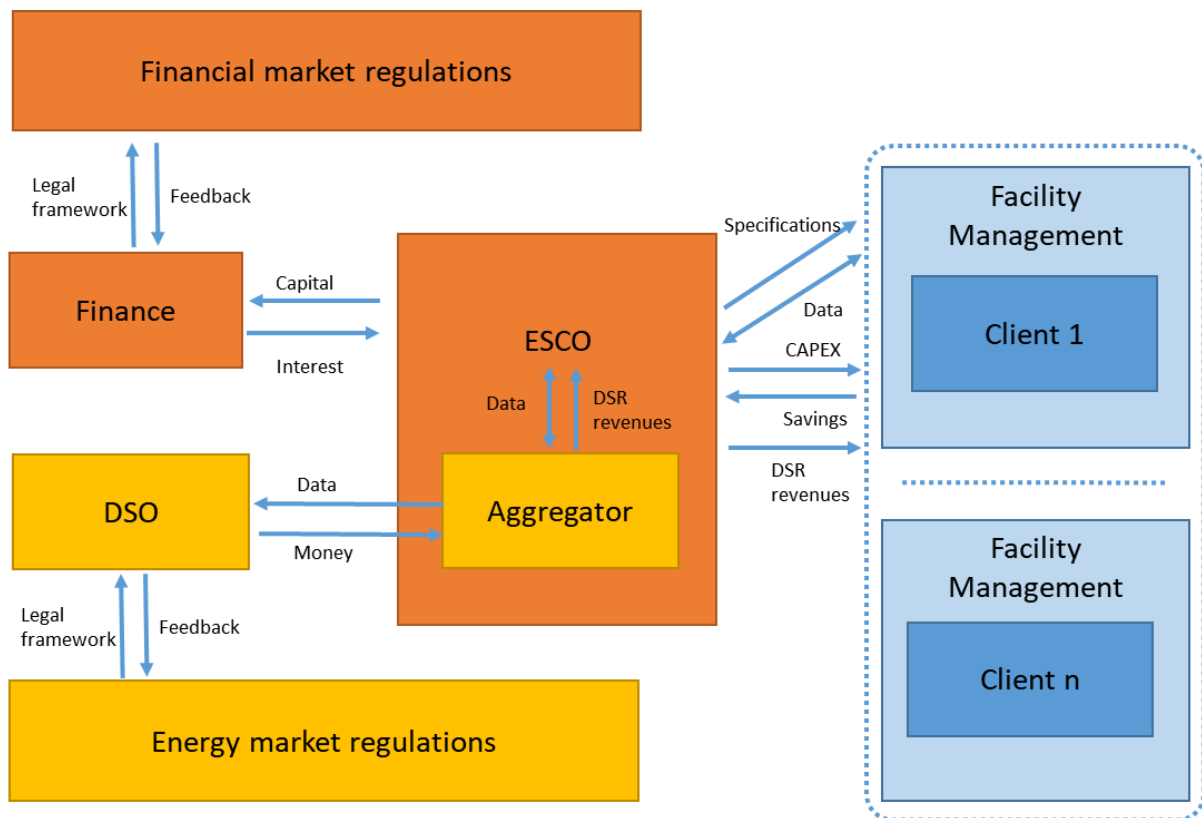 Financial market regulations
Legal
framework
Feedback
Finance
Capital
Interest
ESCO
Data
DSR
revenues
Aggregator
DSO
Data
Money
Legal
framework
Feedback
Energy market regulations
Specifications
Data
CAPEX
Savings
DSR
revenues
Facility
Management
Client 1
Facility
Management
Client n